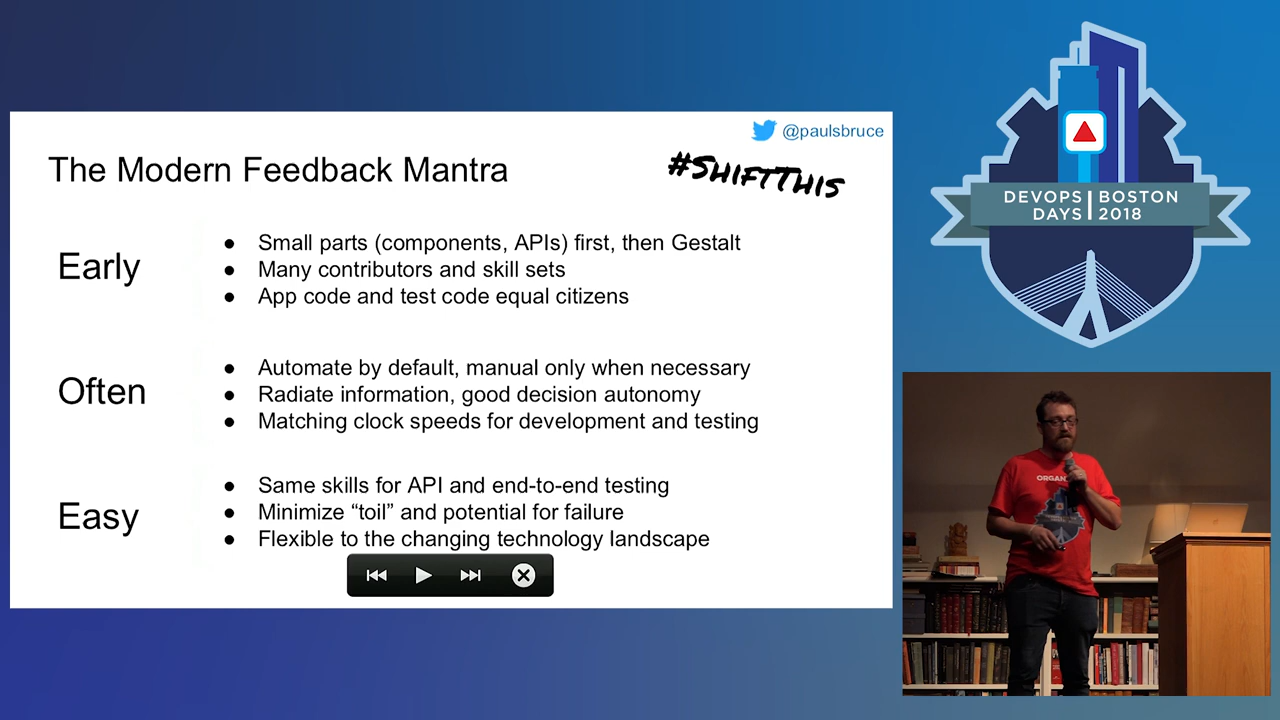 @paulsbruce
The Modern Feedback Mantra
#ShiftThis
Early
● Small parts (components, APIs) first, then Gestalt
● Many contributors and skill sets
● App code and test code equal citizens
Often
● Automate by default, manual only when necessary
● Radiate information, good decision autonomy
● Matching clock speeds for development and testing
Easy
● Same skills for API and end-to-end testing
● Minimize “toil” and potential for failure
● Flexible to the changing technology landscape
DEVOPS BOSTON
DAYS 2018